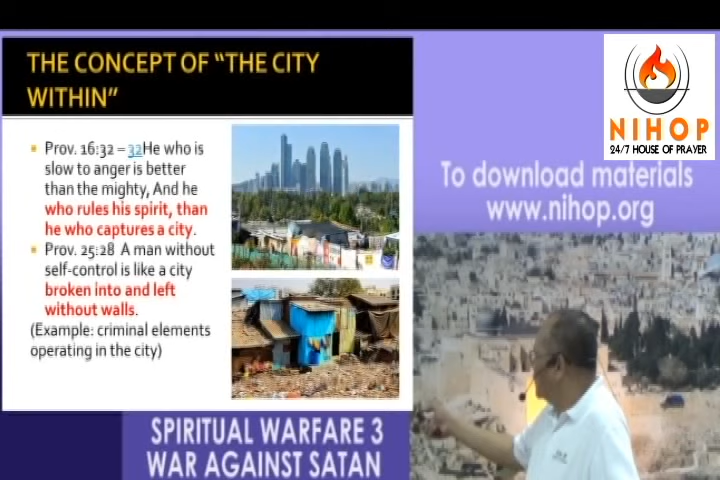 THE CONCEPT OF “THE CITY
WITHIN”
Prov. 16:32 – 32He who is
slow to anger is better
than the mighty, And he
who rules his spirit, than
he who captures a city.
Prov. 25:28 A man without
self-control is like a city
broken into and left
without walls.
(Example: criminal elements
operating in the city)
NIHOP
24/7 HOUSE OF PRAYER
To download materials
www.nihop.org
SPIRITUAL WARFARE 3
WAR AGAINST SATAN